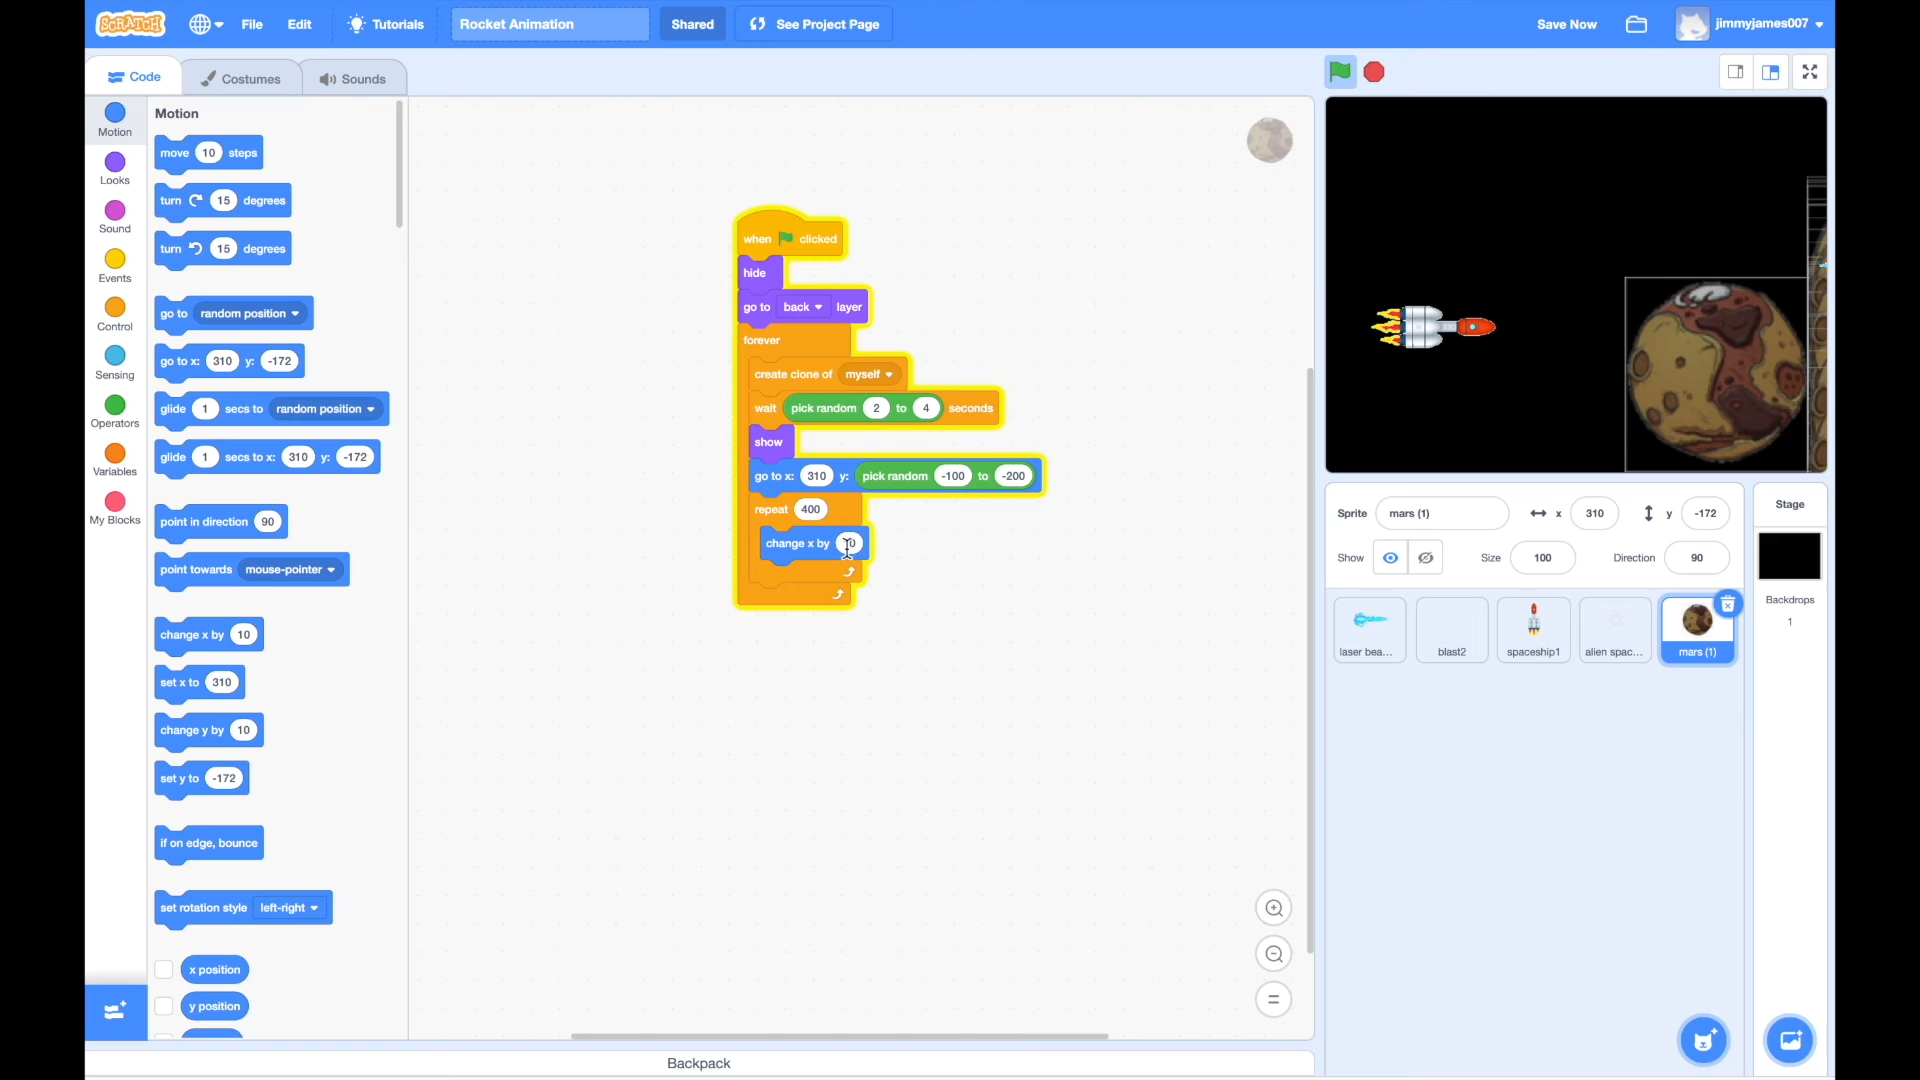 SCRATCH File Edit Tutorials Rocket Animation Shared See Project Page Save Now jimmyjames007
Code Costumes Sounds
Motion
Looks
Sound
Events
Control
Sensing
Operators
Variables
My Blocks
Motion
move 10 steps
turn 15 degrees
turn 15 degrees
go to random position
go to x: 310 y: -172
glide 1 secs to random position
glide 1 secs to x: 310 y: -172
point in direction 90
point towards mouse-pointer
change x by 10
set x to 310
change y by 10
set y to -172
if on edge, bounce
set rotation style left-right
x position
y position
when clicked
hide
go to back layer
forever
create clone of myself
wait pick random 2 to 4 seconds
show
go to x: 310 y: pick random -100 to -200
repeat 400
change x by
Backpack
Sprite mars (1) x 310 y -172
Show Size 100 Direction 90
laser bea...
blast2
spaceship1
alien spac...
mars (1)
Stage
Backdrops
1